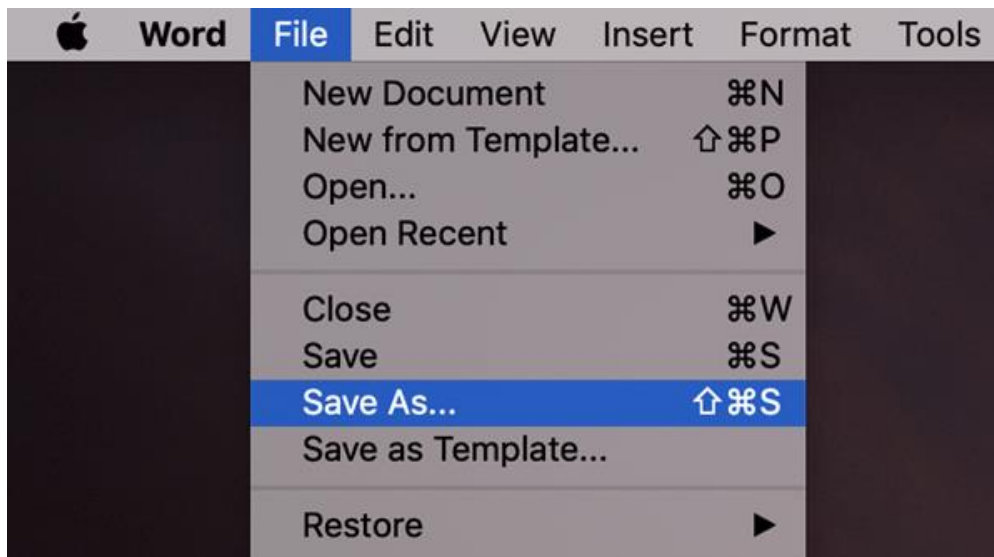 Word File Edit View Insert Format Tools
New Document ⌘N
New from Template... ⇧⌘P
Open... ⌘O
Open Recent ▶
Close ⌘W
Save ⌘S
Save As... ⇧⌘S
Save as Template...
Restore ▶